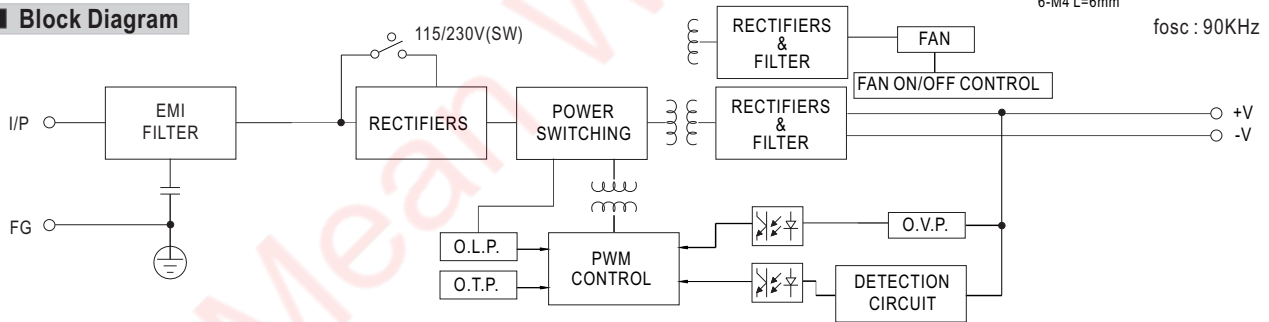 6-M4 L=6mm
Block Diagram
fosc : 90KHz
115/230V(SW)
RECTIFIERS
&
FILTER
FAN
FAN ON/OFF CONTROL
I/P
EMI
FILTER
RECTIFIERS
POWER
SWITCHING
RECTIFIERS
&
FILTER
+V
-V
FG
O.L.P.
O.T.P.
PWM
CONTROL
O.V.P.
DETECTION
CIRCUIT
Mean W